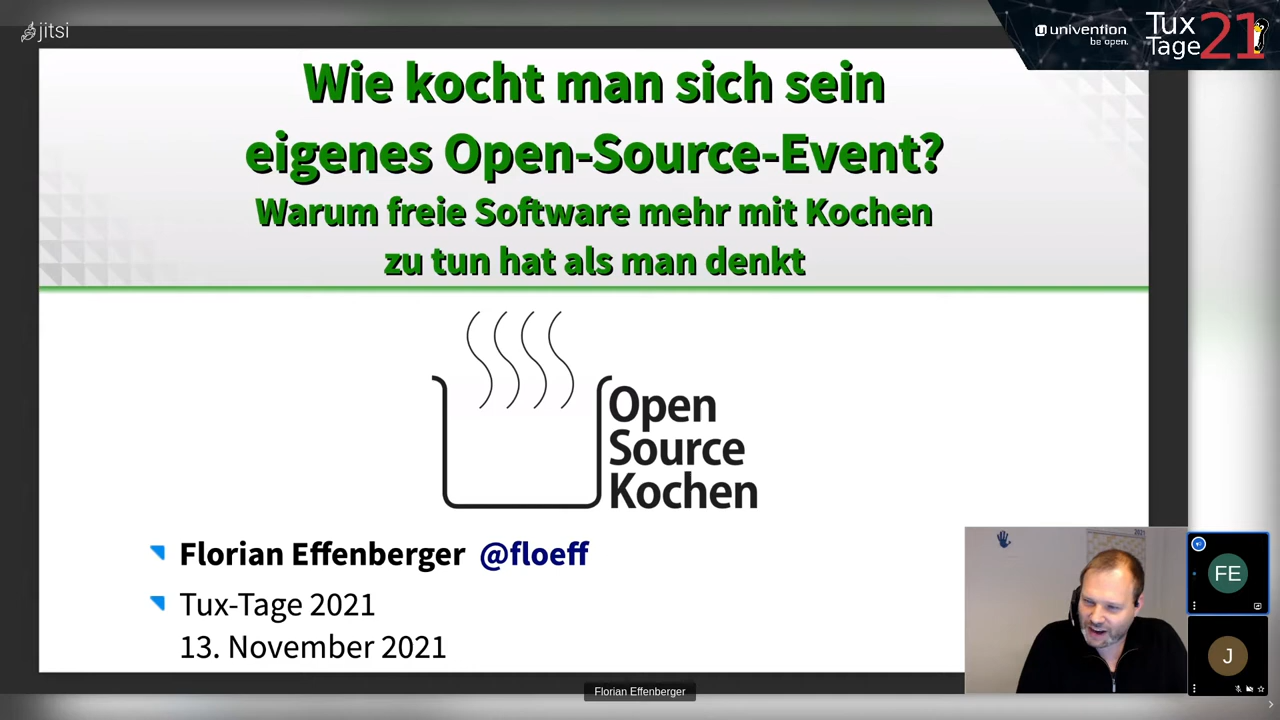 jitsi
univention
be open.
Tux
Tage 21
Wie kocht man sich sein
eigenes Open-Source-Event?
Warum freie Software mehr mit Kochen
zu tun hat als man denkt
Open
Source
Kochen
Florian Effenberger @floeff
Tux-Tage 2021
13. November 2021
2021
FE
J
Florian Effenberger